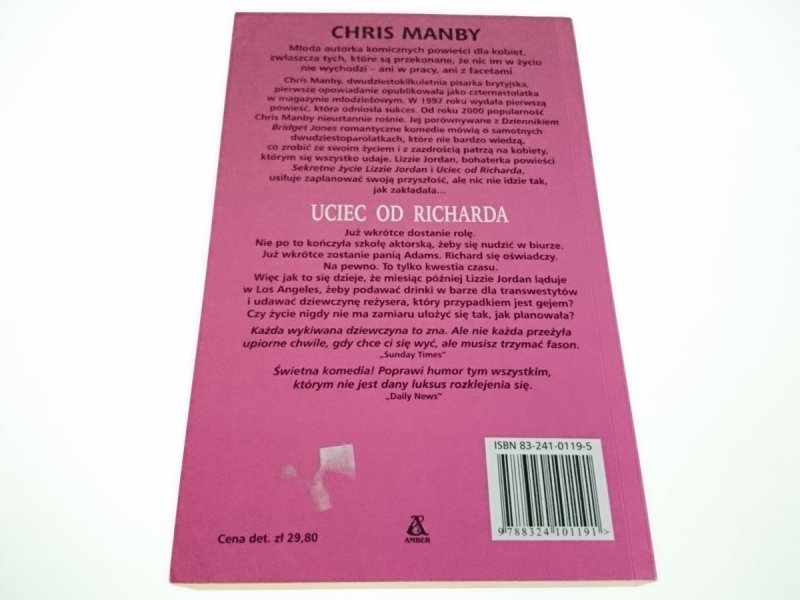 CHRIS MANBY
Młoda autorka komicznych powieści dla kobiet,
zwłaszcza tych, które są przekonane, że nic im w życiu
nie wychodzi – ani w pracy, ani z facetami
Chris Manby, dwudziestokilkuletnia pisarka brytyjska,
pierwsze opowiadanie opublikowała jako czternastolatka
w magazynie młodzieżowym. W 1997 roku wydała pierwszą
powieść, która odniosła sukces. Od roku 2000 popularność
Chris Manby nieustannie rośnie. Jej porównywane z Dziennikiem
Bridget Jones romantyczne komedie mówią o samotnych
dwudziestoparolatkach, które nie bardzo wiedzą,
co zrobić ze swoim życiem i z zazdrością patrzą na kobiety,
którym się wszystko udaje. Lizzie Jordan, bohaterka powieści
Sekretne życie Lizzie Jordan i Uciec od Richarda,
usiłuje zaplanować swoją przyszłość, ale nic nie idzie tak,
jak zakładała...
UCIEC OD RICHARDA
Już wkrótce dostanie rolę.
Nie po to kończyła szkołę aktorską, żeby się nudzić w biurze.
Już wkrótce zostanie panią Adams. Richard się oświadczy.
Na pewno. To tylko kwestia czasu.
Więc jak to się dzieje, że miesiąc później Lizzie Jordan ląduje
w Los Angeles, żeby podawać drinki w barze dla transwestytów
i udawać dziewczynę reżysera, który przypadkiem jest gejem?
Czy życie nigdy nie ma zamiaru ułożyć się tak, jak planowała?
Każda wykiwana dziewczyna to zna. Ale nie każda przeżyła
upiorne chwile, gdy chce ci się wyć, ale musisz trzymać fason.
„Sunday Times”
Świetna komedia! Poprawi humor tym wszystkim,
którym nie jest dany luksus rozklejenia się.
„Daily News”
ISBN 83-241-0119-5
9788324101191>
Cena det. zł 29,80
AMBER